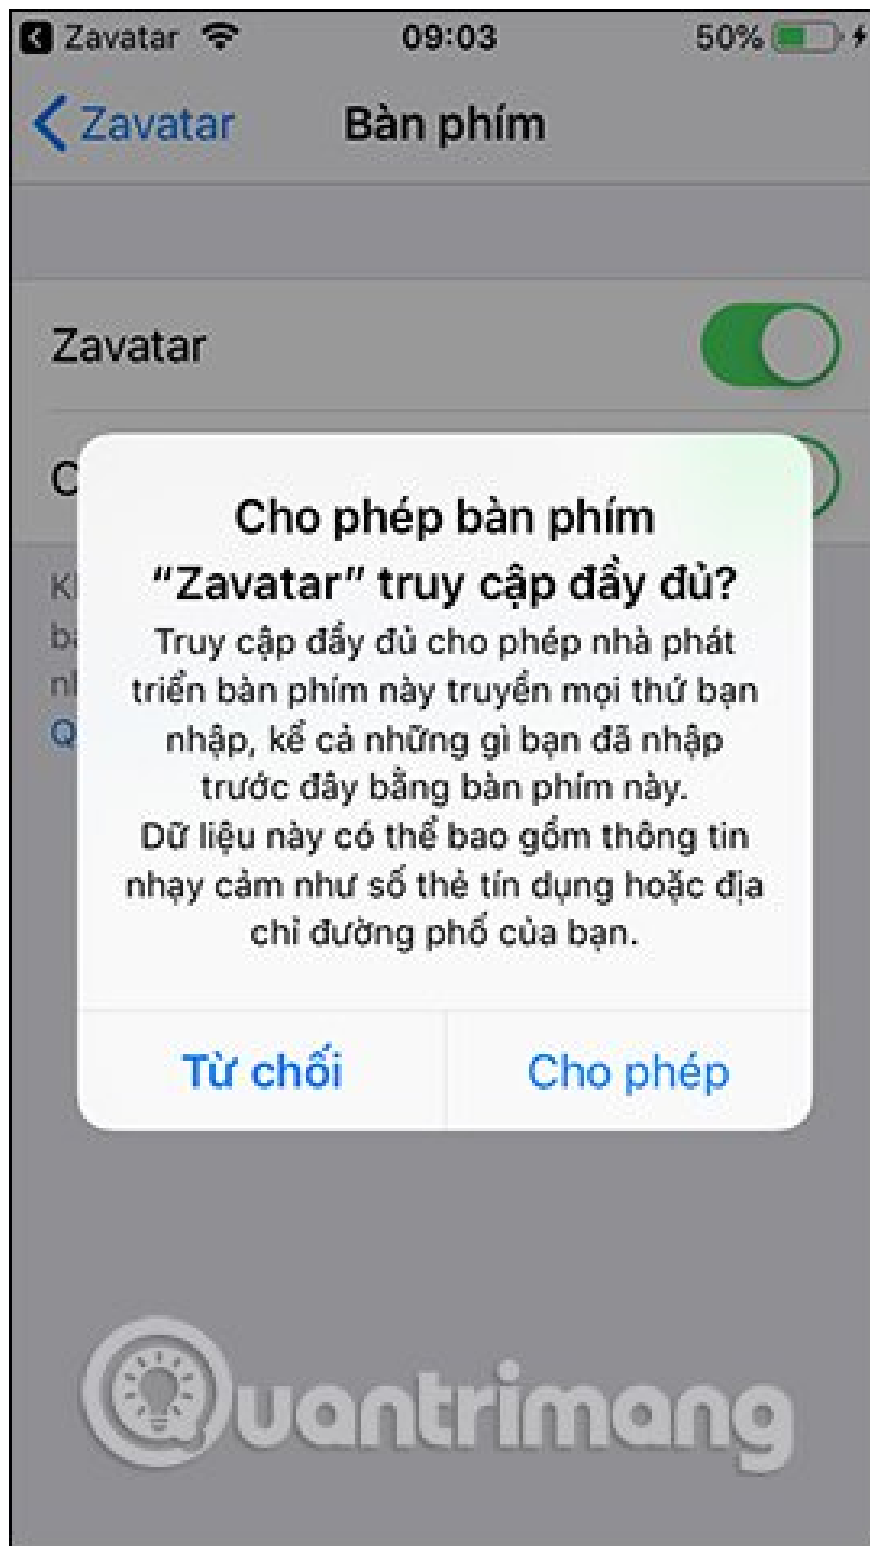 Zavatar 09:03 50%
Zavatar Bàn phím
Zavatar
C
Cho phép bàn phím
“Zavatar” truy cập đầy đủ?
Truy cập đầy đủ cho phép nhà phát
triển bàn phím này truyền mọi thứ bạn
nhập, kể cả những gì bạn đã nhập
trước đây bằng bàn phím này.
Dữ liệu này có thể bao gồm thông tin
nhạy cảm như số thẻ tín dụng hoặc địa
chỉ đường phố của bạn.
Từ chối Cho phép
Quantrimang